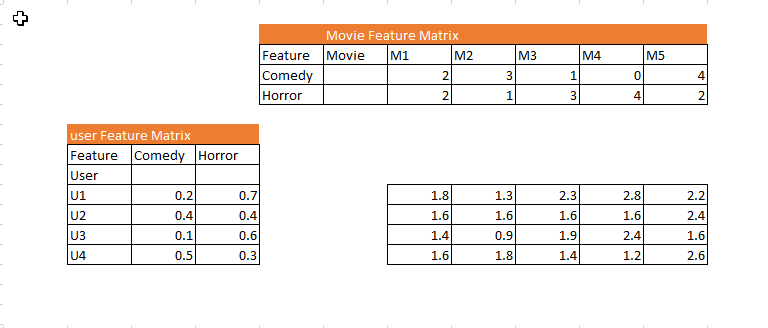 Movie Feature Matrix
Feature Movie M1 M2 M3 M4 M5
Comedy 2 3 1 0 4
Horror 2 1 3 4 2
user Feature Matrix
Feature Comedy Horror
User
U1 0.2 0.7 1.8 1.3 2.3 2.8 2.2
U2 0.4 0.4 1.6 1.6 1.6 1.6 2.4
U3 0.1 0.6 1.4 0.9 1.9 2.4 1.6
U4 0.5 0.3 1.6 1.8 1.4 1.2 2.6